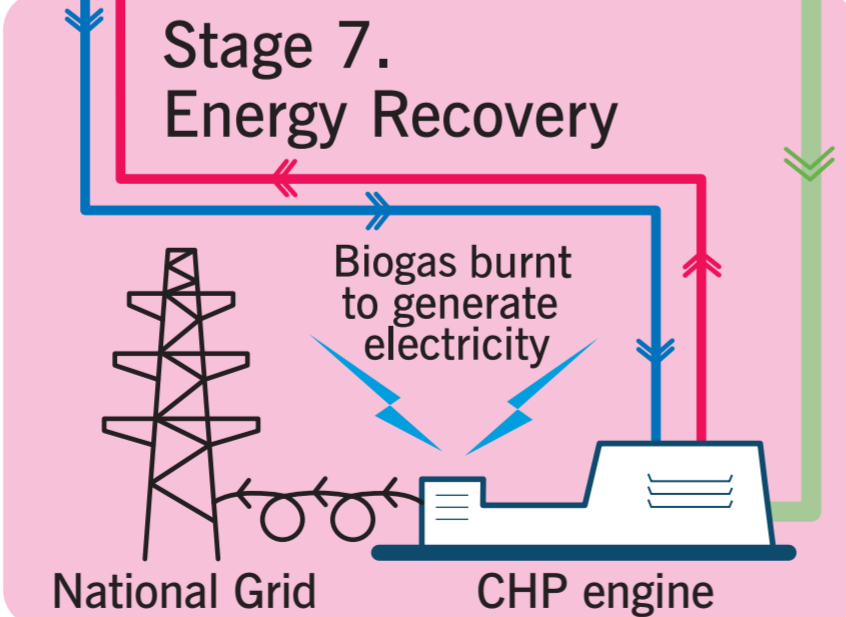 Stage 7.
Energy Recovery
Biogas burnt
to generate
electricity
National Grid
CHP engine